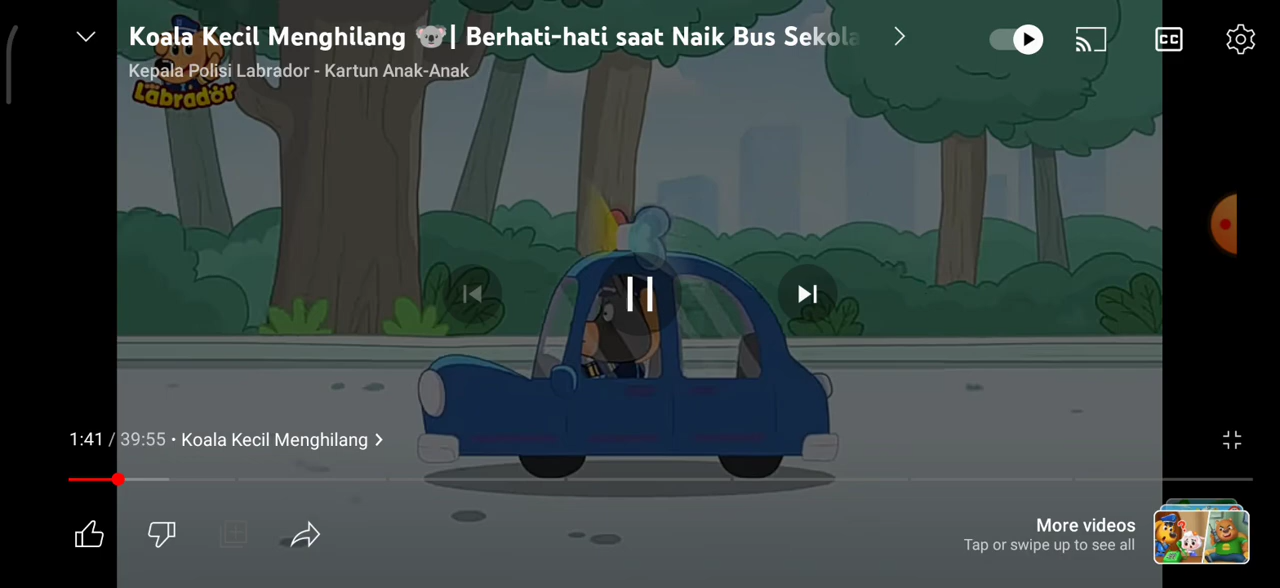 Koala Kecil Menghilang 🐨| Berhati-hati saat Naik Bus Sekola
Kepala Polisi Labrador - Kartun Anak-Anak
Labrador
CC
1:41 / 39:55 • Koala Kecil Menghilang
More videos
Tap or swipe up to see all